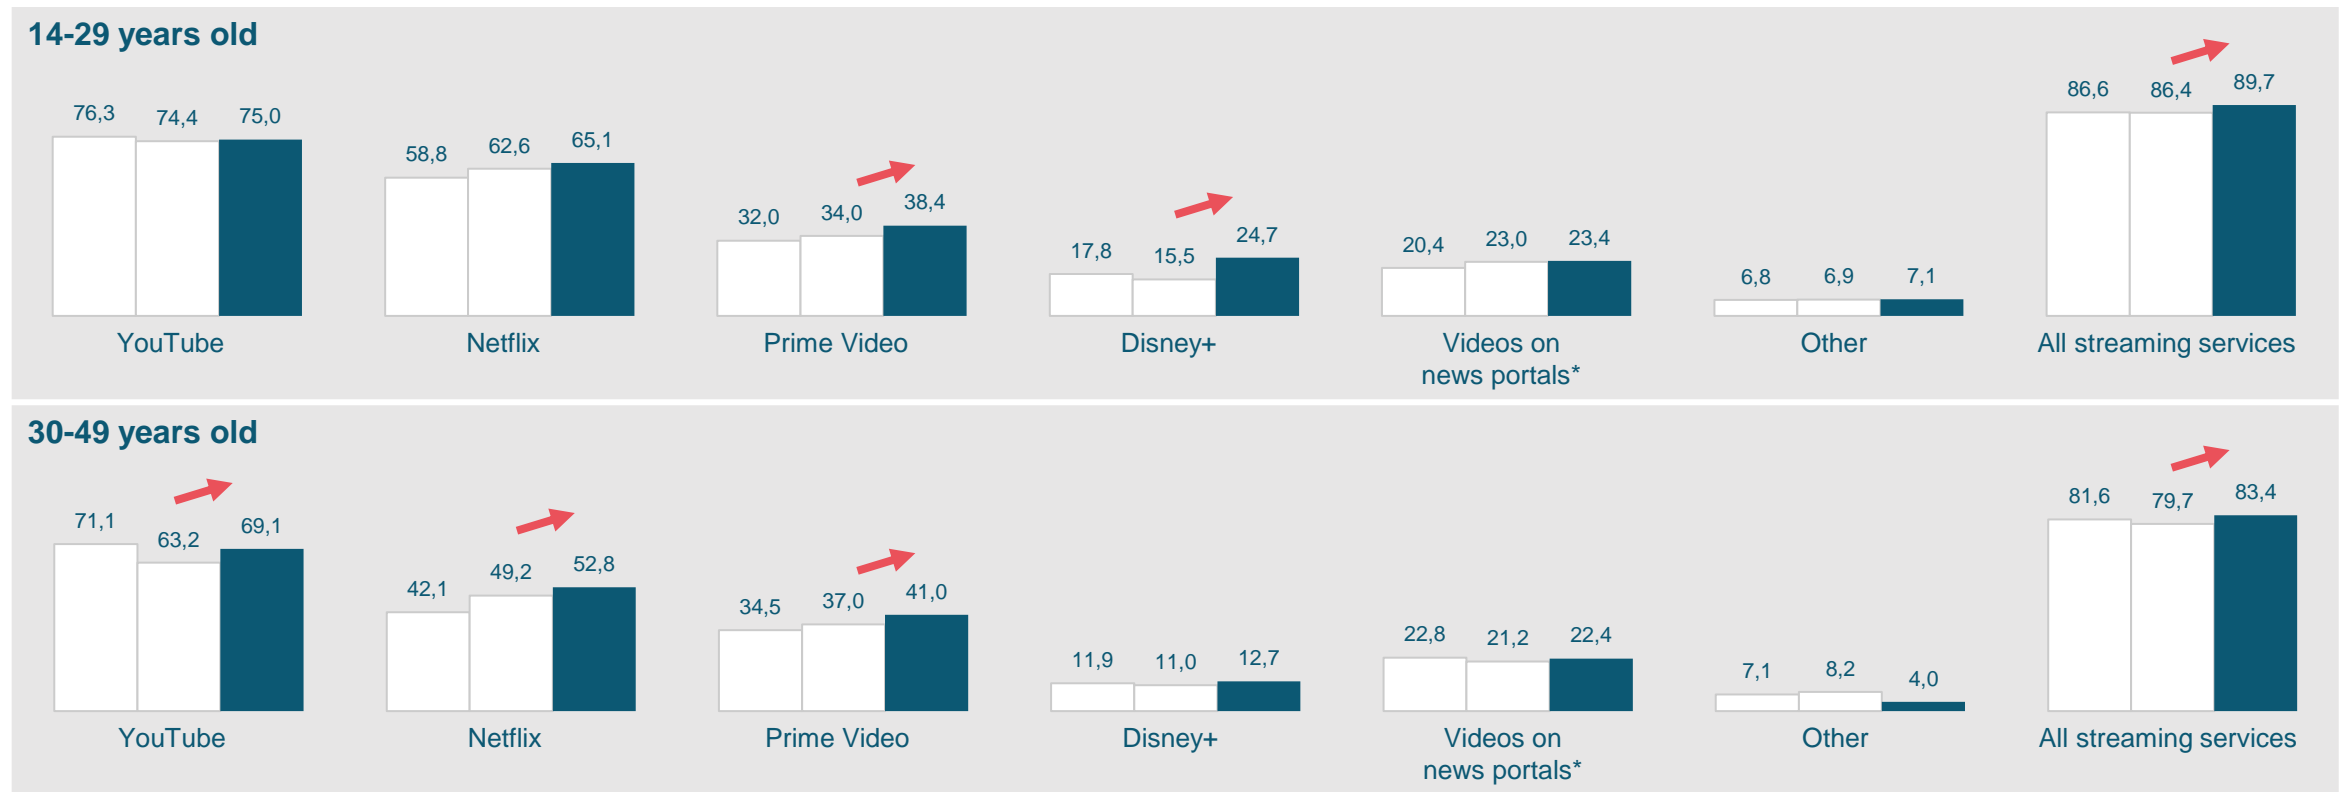 14-29 years old
76,3 74,4 75,0
58,8 62,6 65,1
32,0 34,0 38,4
17,8 15,5 24,7
20,4 23,0 23,4
6,8 6,9 7,1
86,6 86,4 89,7
YouTube
Netflix
Prime Video
Disney+
Videos on
news portals*
Other
All streaming services
30-49 years old
71,1 63,2 69,1
42,1 49,2 52,8
34,5 37,0 41,0
11,9 11,0 12,7
22,8 21,2 22,4
7,1 8,2 4,0
81,6 79,7 83,4
YouTube
Netflix
Prime Video
Disney+
Videos on
news portals*
Other
All streaming services